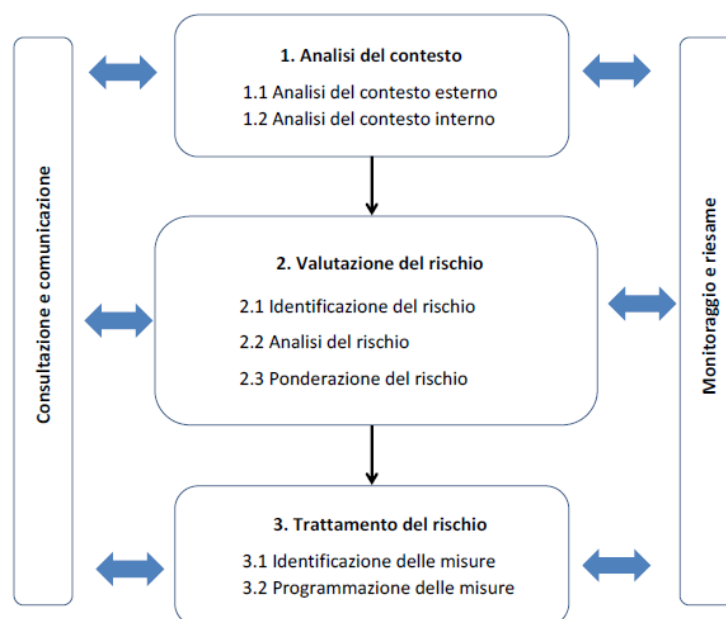 1. Analisi del contesto
1.1 Analisi del contesto esterno
1.2 Analisi del contesto interno
Consultazione e comunicazione
2. Valutazione del rischio
2.1 Identificazione del rischio
2.2 Analisi del rischio
2.3 Ponderazione del rischio
Monitoraggio e riesame
3. Trattamento del rischio
3.1 Identificazione delle misure
3.2 Programmazione delle misure